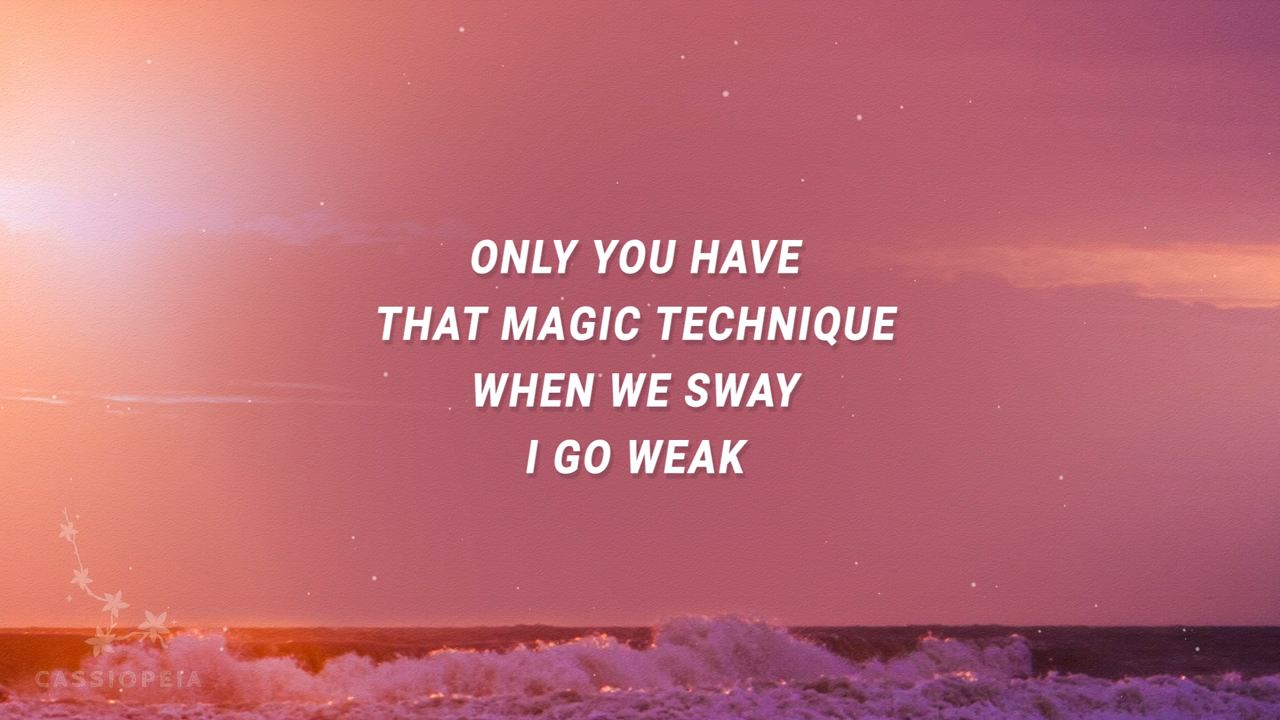 ONLY YOU HAVE
THAT MAGIC TECHNIQUE
WHEN WE SWAY
I GO WEAK
CASSIOPEIA